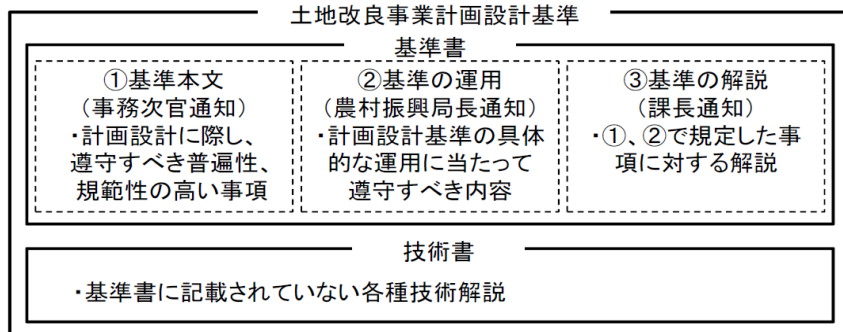 土地改良事業計画設計基準
基準書
①基準本文
(事務次官通知)
・計画設計に際し、
遵守すべき普遍性、
規範性の高い事項
②基準の運用
(農村振興局長通知)
・計画設計基準の具体
的な運用に当たって
遵守すべき内容
③基準の解説
(課長通知)
・①、②で規定した事
項に対する解説
技術書
・基準書に記載されていない各種技術解説